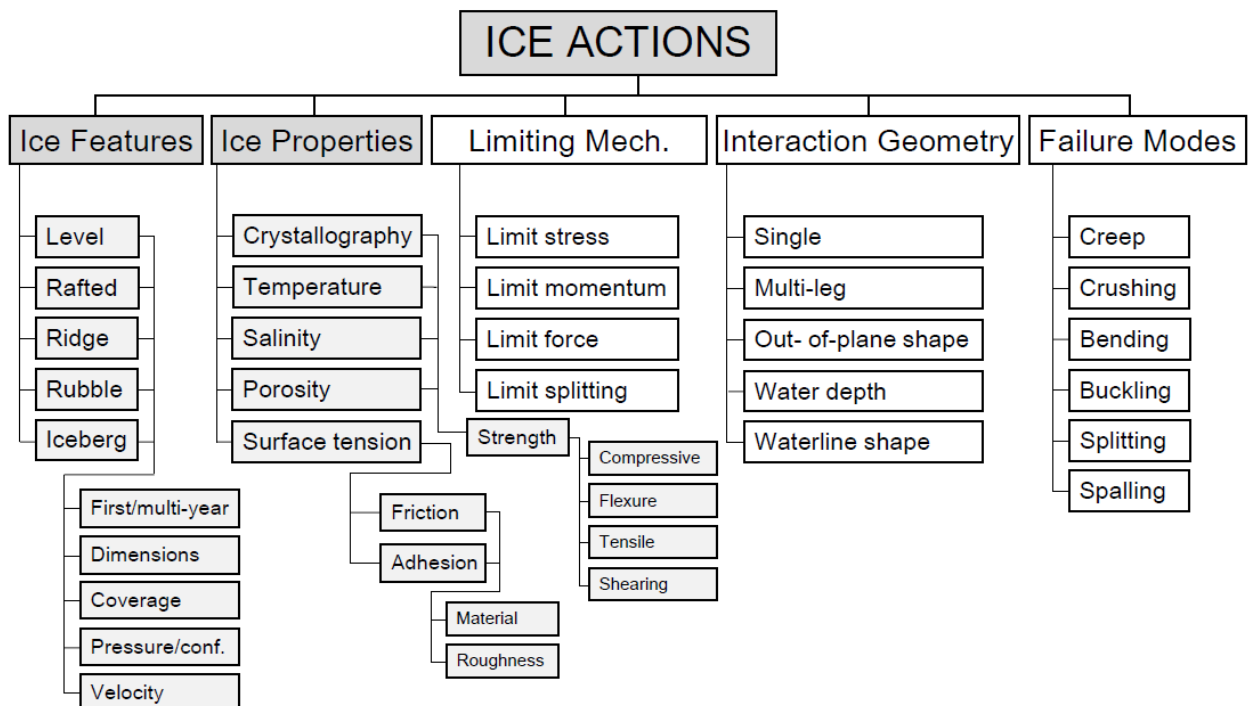 ICE ACTIONS
Ice Features
Ice Properties
Limiting Mech.
Interaction Geometry
Failure Modes
Level
Rafted
Ridge
Rubble
Iceberg
First/multi-year
Dimensions
Coverage
Pressure/conf.
Velocity
Crystallography
Temperature
Salinity
Porosity
Surface tension
Friction
Adhesion
Material
Roughness
Strength
Compressive
Flexure
Tensile
Shearing
Limit stress
Limit momentum
Limit force
Limit splitting
Single
Multi-leg
Out- of-plane shape
Water depth
Waterline shape
Creep
Crushing
Bending
Buckling
Splitting
Spalling